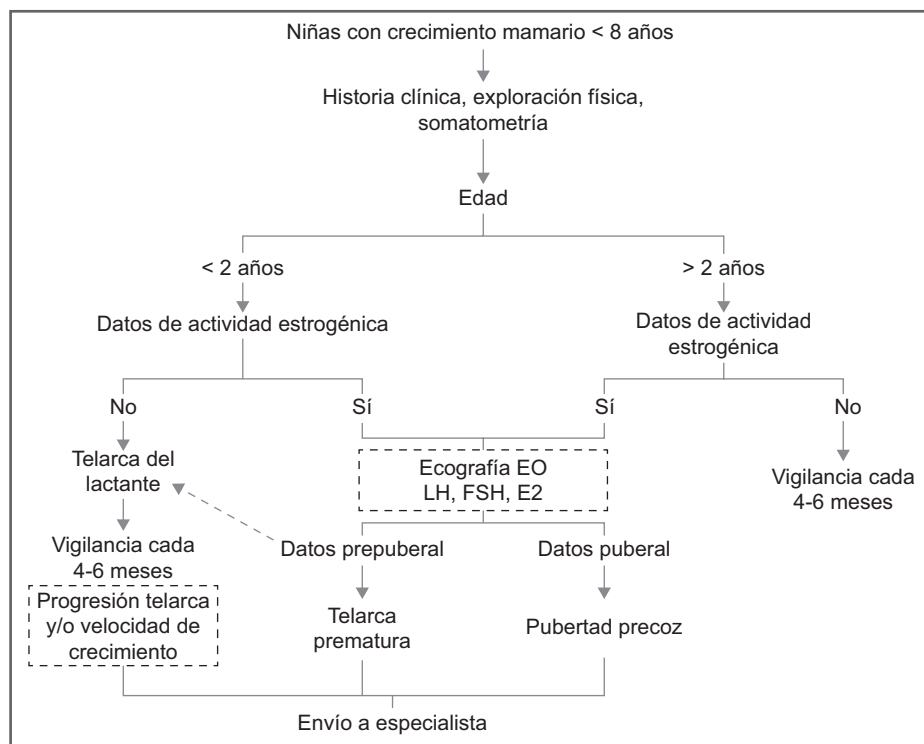 Niñas con crecimiento mamario < 8 años
Historia clínica, exploración física,
somatometría
Edad
< 2 años
> 2 años
Datos de actividad estrogénica
Datos de actividad
estrogénica
No
Sí
Sí
No
Telarca del
lactante
Ecografía EO
LH, FSH, E2
Vigilancia cada
4-6 meses
Vigilancia cada
4-6 meses
Datos prepuberal
Datos puberal
Progresión telarca
y/o velocidad de
crecimiento
Telarca
prematura
Pubertad precoz
Envío a especialista